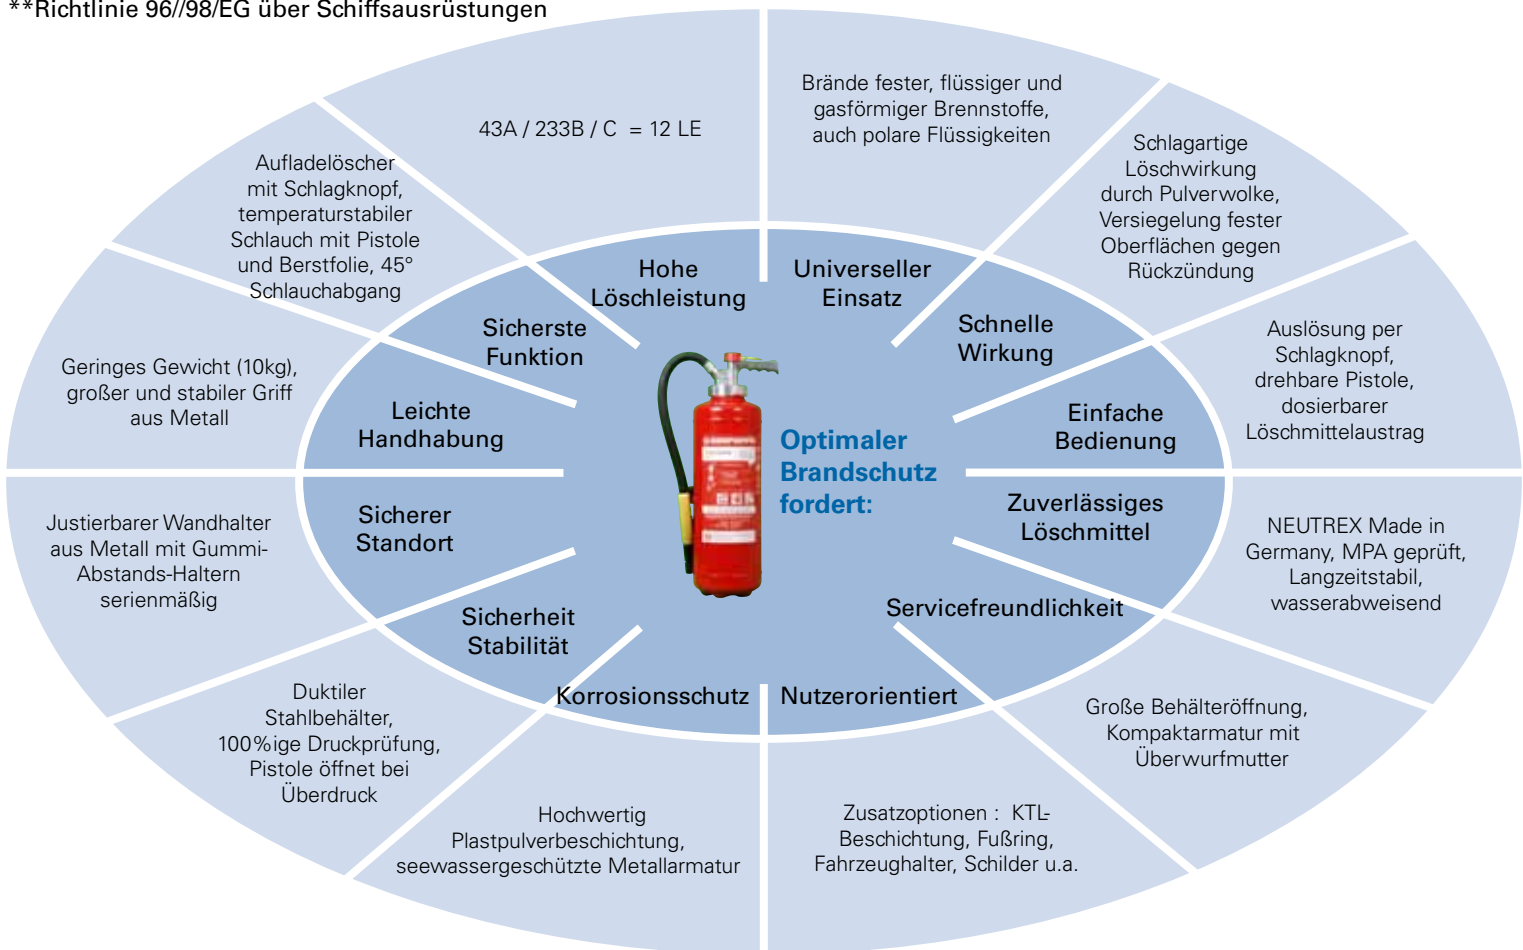 **Richtlinie 96//98/EG über Schiffsausrüstungen
43A / 233B / C = 12 LE
Brände fester, flüssiger und
gasförmiger Brennstoffe,
auch polare Flüssigkeiten
Schlagartige
Löschwirkung
durch Pulverwolke,
Versiegelung fester
Oberflächen gegen
Rückzündung
Auslösung per
Schlagknopf,
drehbare Pistole,
dosierbarer
Löschmittelaustrag
NEUTREX Made in
Germany, MPA geprüft,
Langzeitstabil,
wasserabweisend
Große Behälteröffnung,
Kompaktarmatur mit
Überwurfmutter
Zusatzoptionen : KTL-
Beschichtung, Fußring,
Fahrzeughalter, Schilder u.a.
Hochwertig
Plastpulverbeschichtung,
seewassergeschützte Metallarmatur
Duktiler
Stahlbehälter,
100%ige Druckprüfung,
Pistole öffnet bei
Überdruck
Justierbarer Wandhalter
aus Metall mit Gummi-
Abstands-Haltern
serienmäßig
Geringes Gewicht (10kg),
großer und stabiler Griff
aus Metall
Aufladelöscher
mit Schlagknopf,
temperaturstabiler
Schlauch mit Pistole
und Berstfolie, 45°
Schlauchabgang
Hohe
Löschleistung
Universeller
Einsatz
Schnelle
Wirkung
Einfache
Bedienung
Zuverlässiges
Löschmittel
Servicefreundlichkeit
Nutzerorientiert
Korrosionsschutz
Sicherheit
Stabilität
Sicherer
Standort
Leichte
Handhabung
Sicherste
Funktion
Optimaler
Brandschutz
fordert: